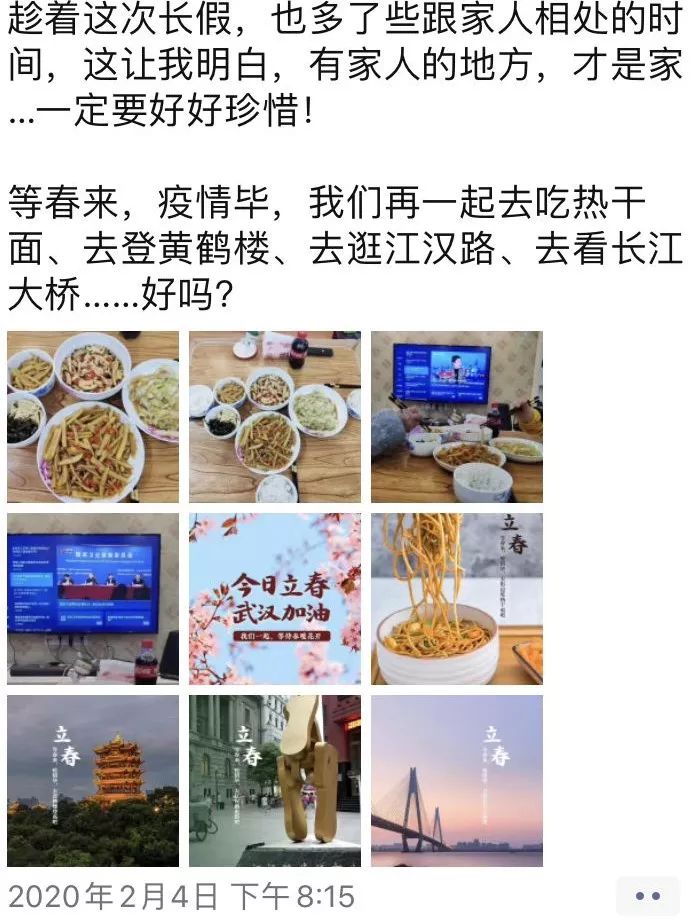 趁着这次长假，也多了些跟家人相处的时
间，这让我明白，有家人的地方，才是家
...一定要好好珍惜！
等春来，疫情毕，我们再一起去吃热干
面、去登黄鹤楼、去逛江汉路、去看长江
大桥......好吗？
今日立春
武汉加油
我们一起，等待春暖花开
立春
立春
立春
立春
2020年2月4日 下午8:15